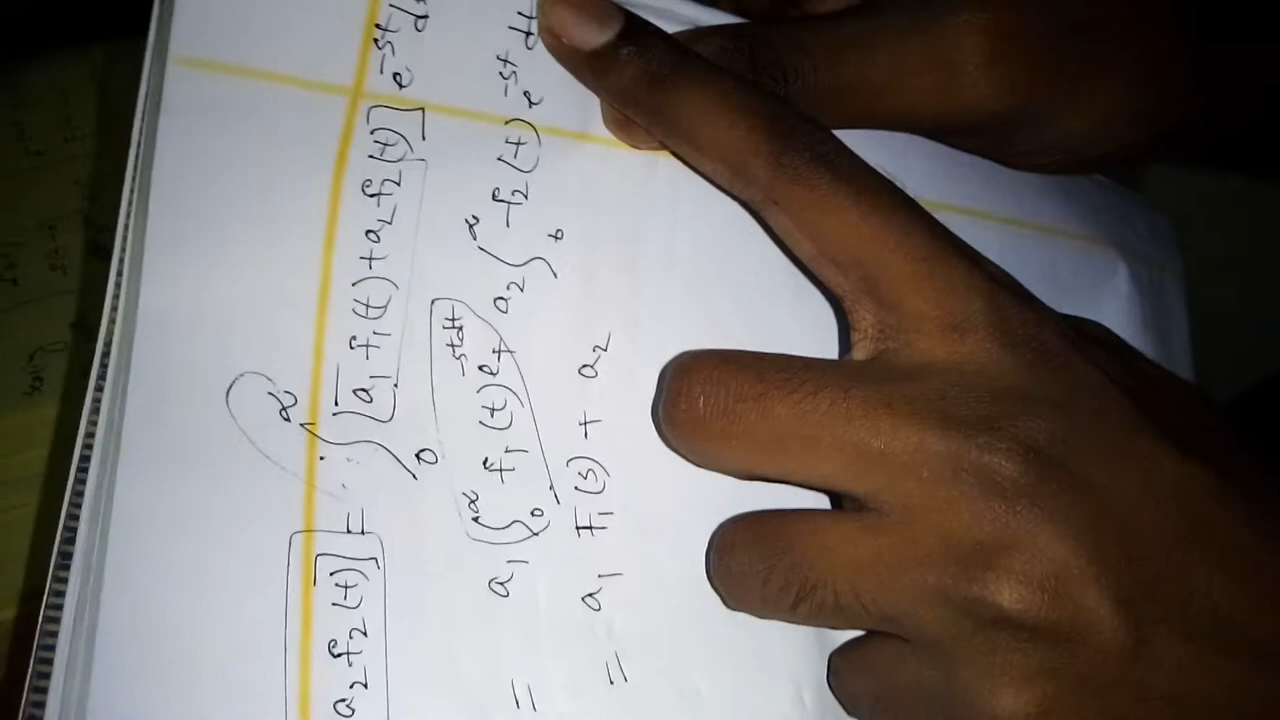 a₂f₂(t)] = ∫₀^∝ [a₁f₁(t)+a₂f₂(t)] e^-st
= a₁ ∫₀^∝ f₁(t)e^-st dt + a₂ ∫₀^∝ f₂(t) e^-st dt
= a₁ F₁(s) + a₂